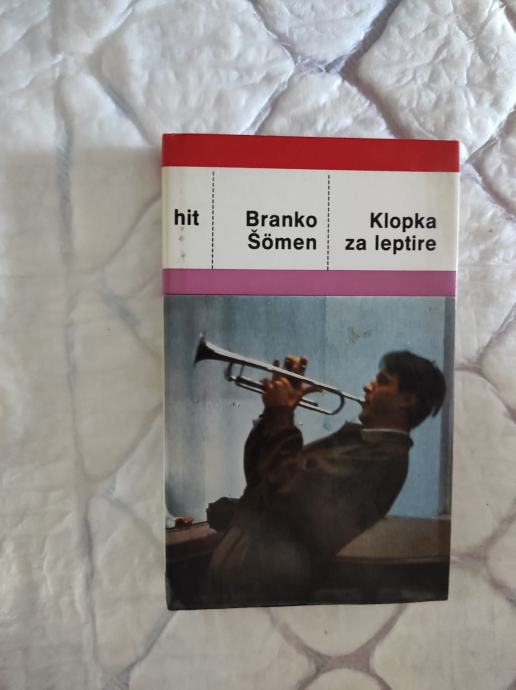 hit
Branko
Šömen
Klopka
za leptire